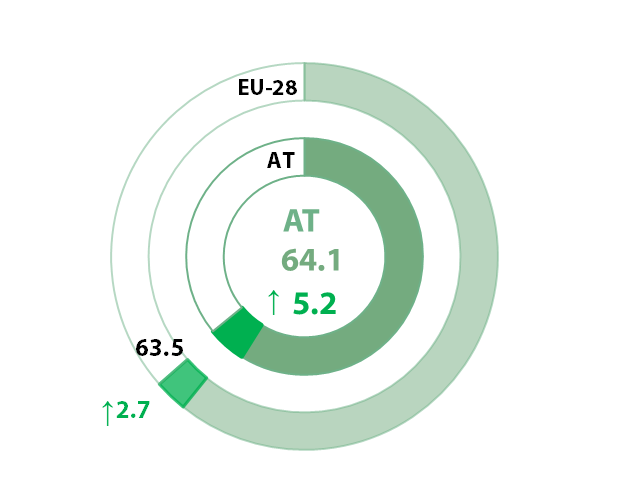 EU-28
AT
AT
64.1
↑ 5.2
63.5
↑2.7